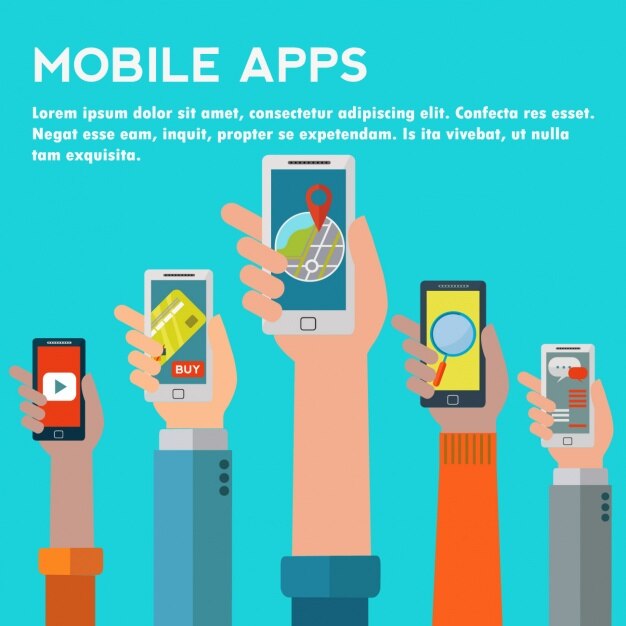 MOBILE APPS
Lorem ipsum dolor sit amet, consectetur adipiscing elit. Confecta res esset.
Negat esse eam, inquit, propter se expetendam. Is ita vivebat, ut nulla
tam exquisita.
BUY